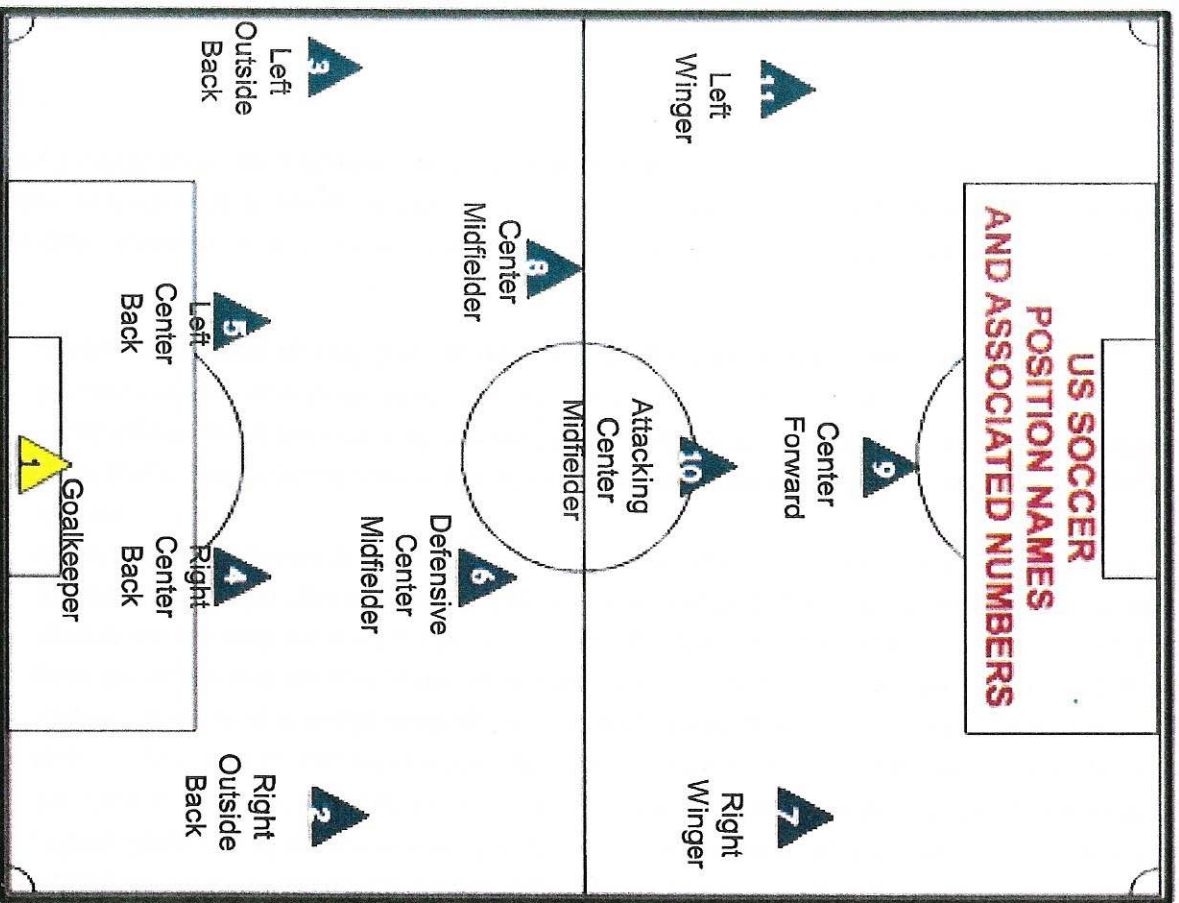 US SOCCER
POSITION NAMES
AND ASSOCIATED NUMBERS
9
Center
Forward
11
Left
Winger
7
Right
Winger
10
Attacking
Center
Midfielder
8
Center
Midfielder
6
Defensive
Center
Midfielder
3
Left
Outside
Back
2
Right
Outside
Back
5
Left
Center
Back
4
Right
Center
Back
1
Goalkeeper